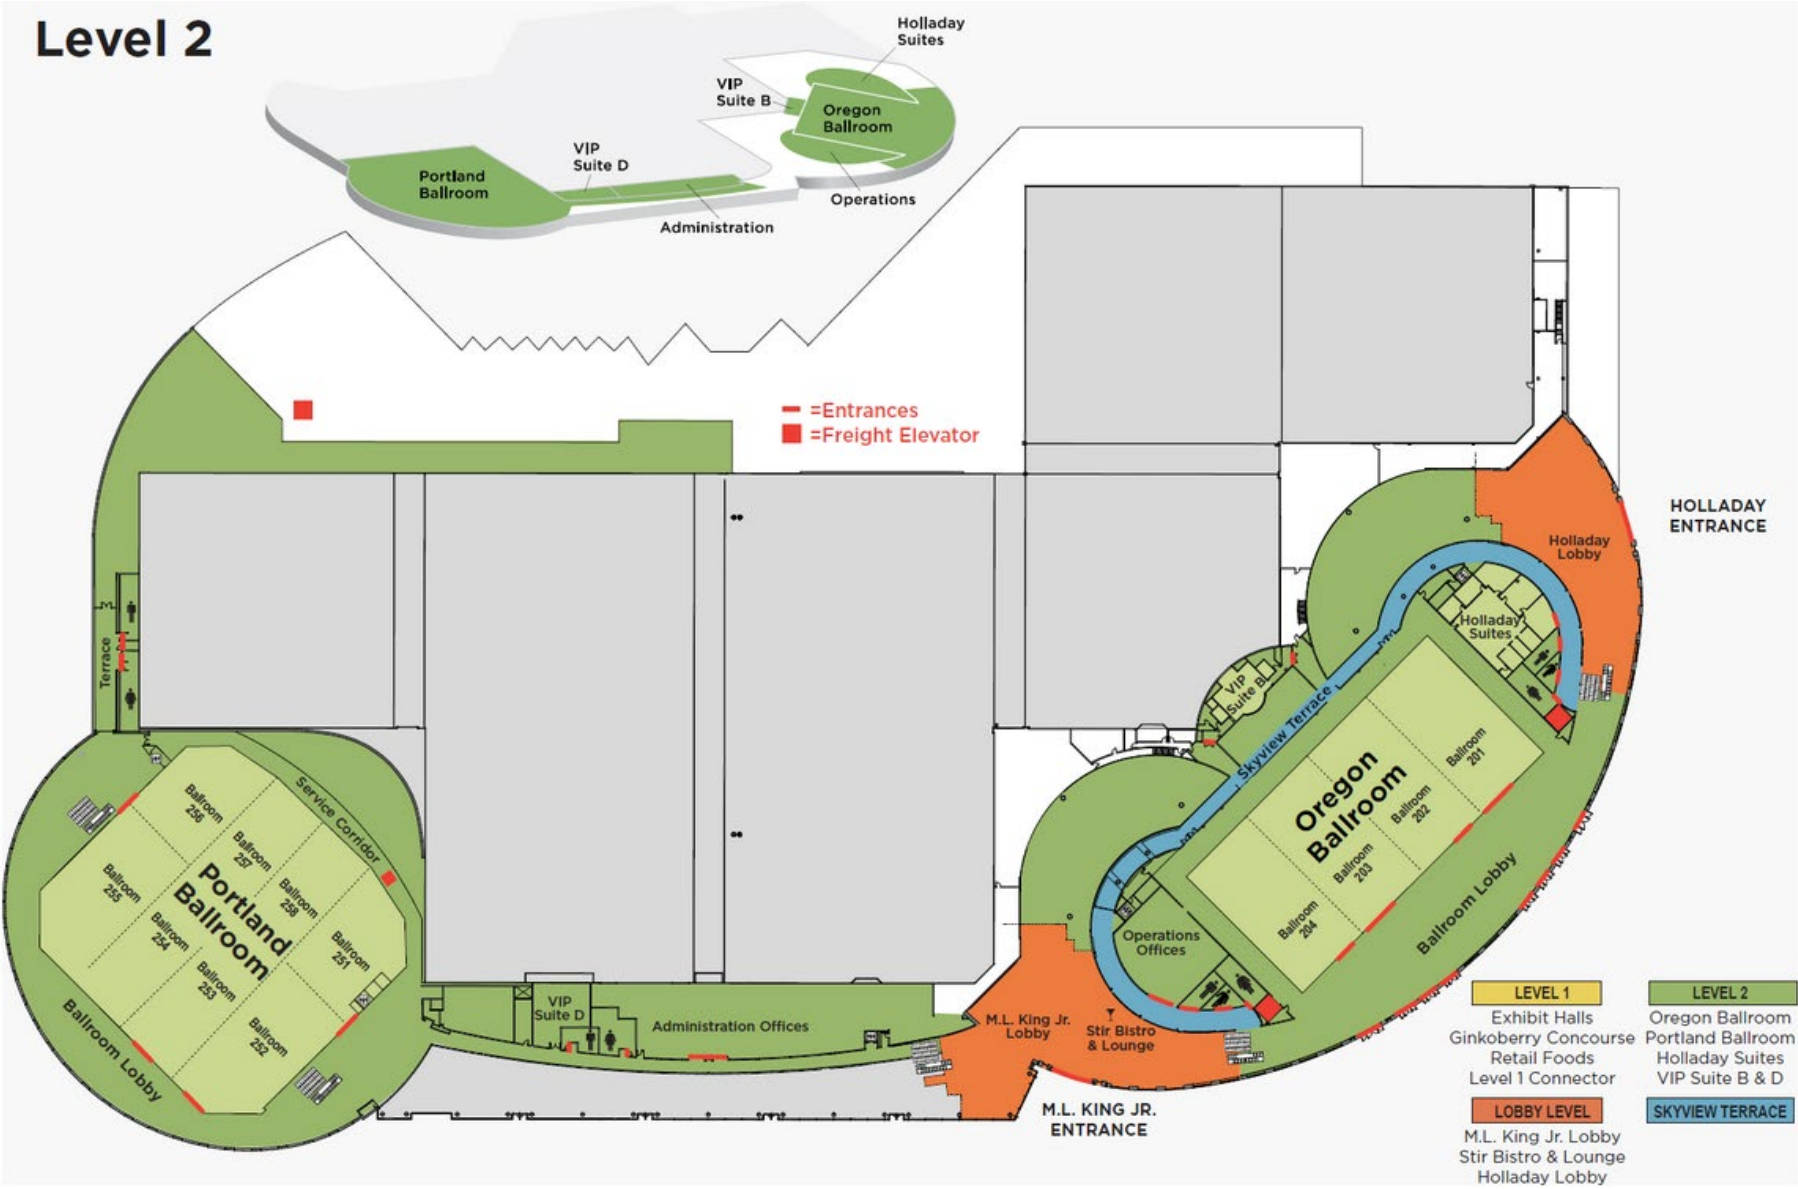 Level 2
Holladay
Suites
VIP
Suite B
Oregon
Ballroom
VIP
Suite D
Portland
Ballroom
Operations
Administration
=Entrances
=Freight Elevator
HOLLADAY
ENTRANCE
Holladay
Lobby
Holladay
Suites
Terrace
VIP
Suite B
Skyview Terrace
Oregon
Ballroom
Ballroom
201
Ballroom
202
Ballroom
203
Ballroom
204
Ballroom Lobby
Service Corridor
Ballroom
256
Ballroom
257
Ballroom
258
Ballroom
251
Ballroom
255
Ballroom
254
Ballroom
253
Ballroom
252
Portland
Ballroom
Ballroom Lobby
Operations
Offices
VIP
Suite D
Administration Offices
M.L. King Jr.
Lobby
Stir Bistro
& Lounge
M.L. KING JR.
ENTRANCE
LEVEL 1
Exhibit Halls
Ginkoberry Concourse
Retail Foods
Level 1 Connector
LEVEL 2
Oregon Ballroom
Portland Ballroom
Holladay Suites
VIP Suite B & D
LOBBY LEVEL
M.L. King Jr. Lobby
Stir Bistro & Lounge
Holladay Lobby
SKYVIEW TERRACE